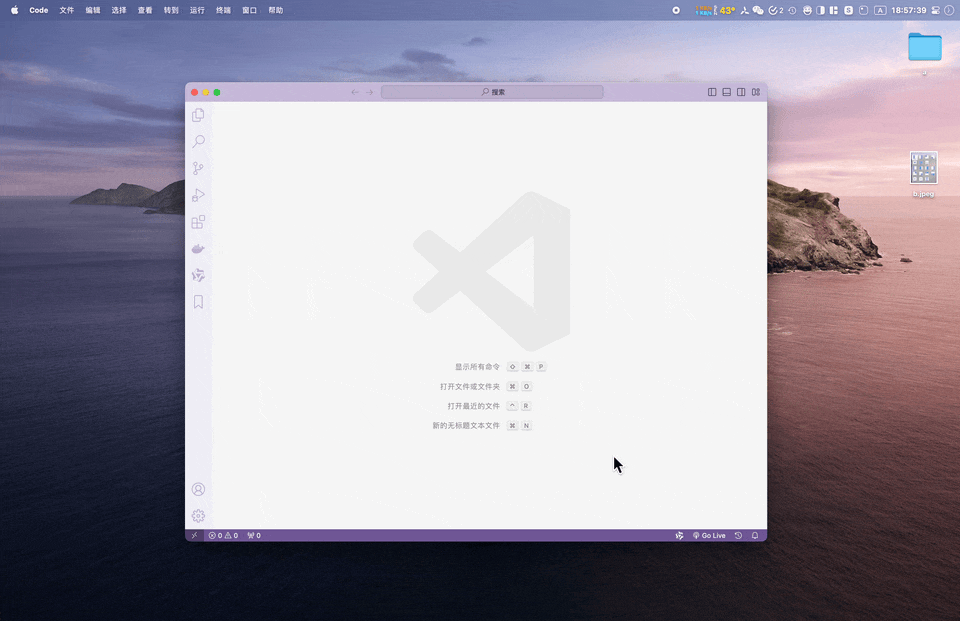 Code 文件 编辑 选择 查看 转到 运行 终端 窗口 帮助
43° 2 S A 18:57:39
a
b.jpeg
搜索
显示所有命令 ⇧ ⌘ P
打开文件或文件夹 ⌘ O
打开最近的文件 ^ R
新的无标题文本文件 ⌘ N
0 0 0 Go Live